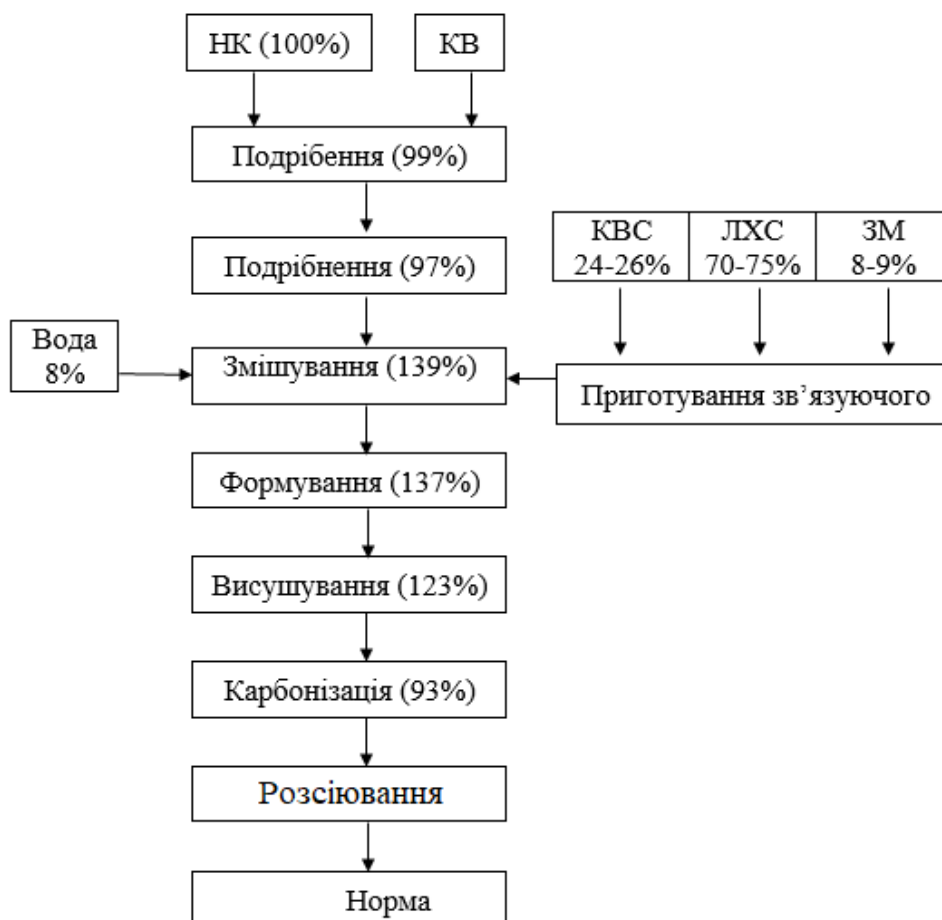 НК (100%)
КВ
Подрібення (99%)
Подрібнення (97%)
КВС
24-26%
ЛХС
70-75%
ЗМ
8-9%
Вода
8%
Змішування (139%)
Приготування зв’язуючого
Формування (137%)
Висушування (123%)
Карбонізація (93%)
Розсіювання
Норма